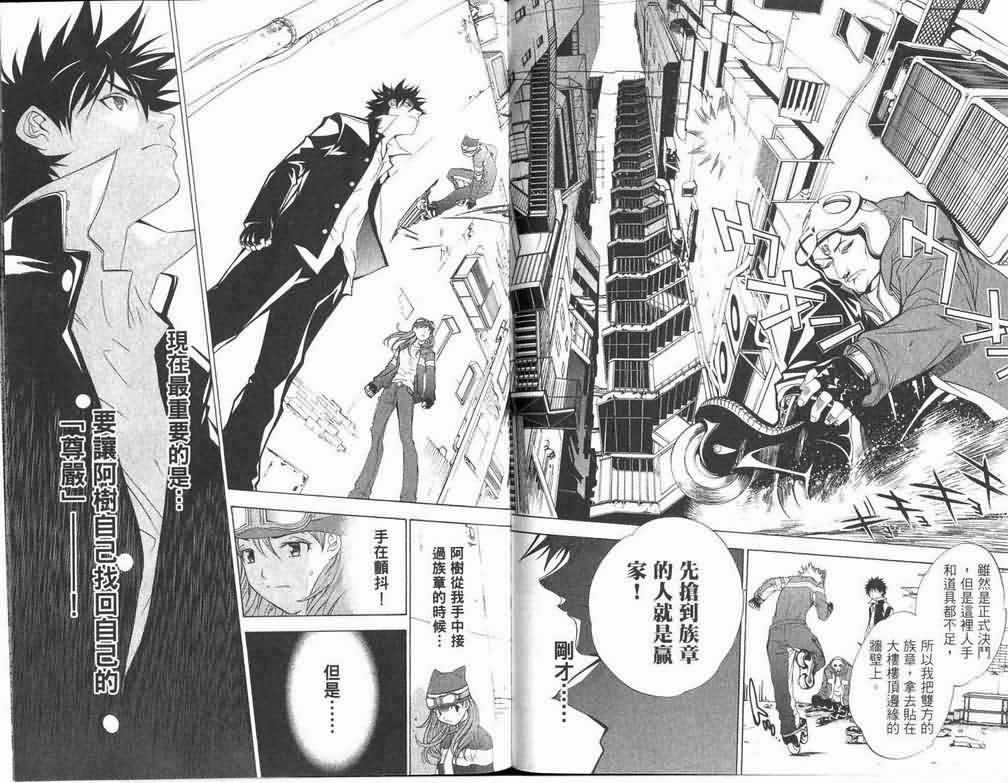 雖然是正式決鬥
，但是這裡人手
和道具都不足，
所以我把雙方的
族章，拿去貼在
大樓樓頂邊緣的
牆壁上。
先搶到族章
的人就是贏
家！
剛才……
阿樹從我手中接
過族章的時候…
手在顫抖！
但是…
現在最重要的是…
要讓阿樹自己找回自己的
「尊嚴」——！